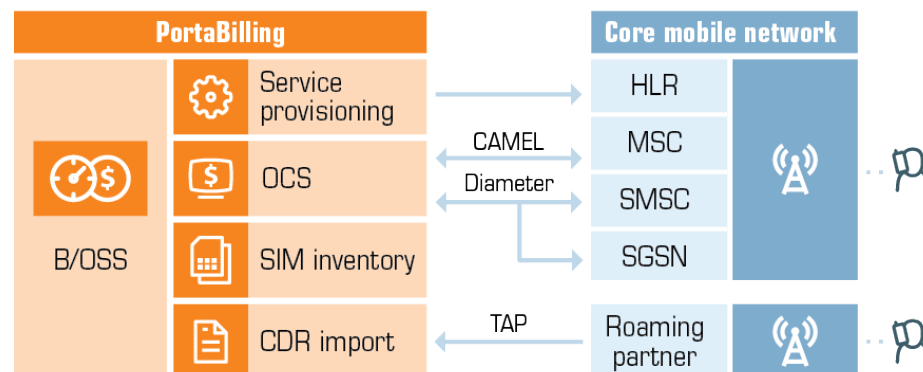 PortaBilling
Core mobile network
B/OSS
Service
provisioning
OCS
SIM inventory
CDR import
CAMEL
Diameter
TAP
HLR
MSC
SMSC
SGSN
Roaming
partner
$
$